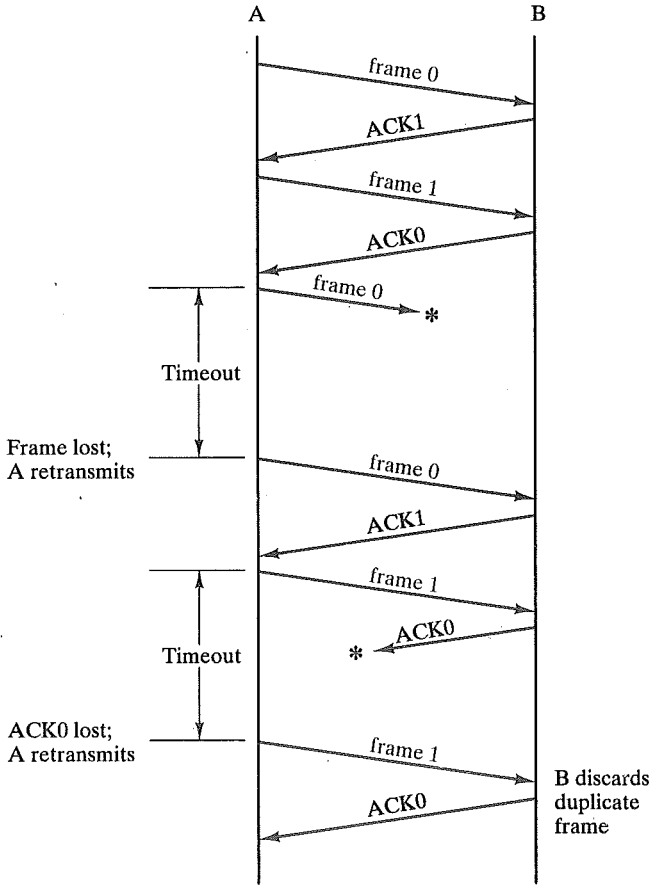 A
B
frame 0
ACK1
frame 1
ACK0
frame 0
*
Timeout
Frame lost;
A retransmits
frame 0
ACK1
frame 1
ACK0
*
Timeout
ACK0 lost;
A retransmits
frame 1
B discards
duplicate
frame
ACK0